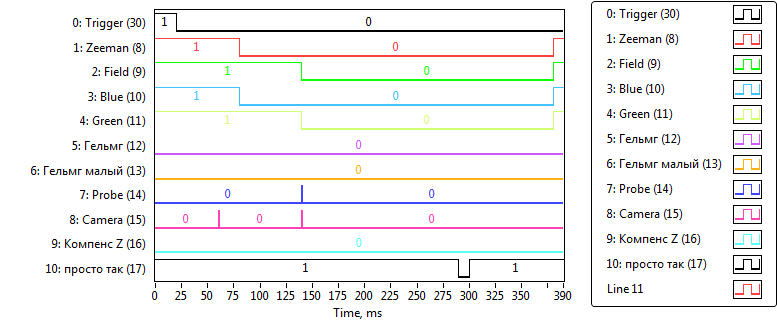 0: Trigger (30) 1 0
1: Zeeman (8) 1 0
2: Field (9) 1 0
3: Blue (10) 1 0
4: Green (11) 1 0
5: Гельмг (12) 0
6: Гельмг малый (13) 0
7: Probe (14) 0 0
8: Camera (15) 0 0 0
9: Компенс Z (16) 0
10: просто так (17) 1 1
0 25 50 75 100 125 150 175 200 225 250 275 300 325 350 390
Time, ms
0: Trigger (30)
1: Zeeman (8)
2: Field (9)
3: Blue (10)
4: Green (11)
5: Гельмг (12)
6: Гельмг малый (13)
7: Probe (14)
8: Camera (15)
9: Компенс Z (16)
10: просто так (17)
Line 11